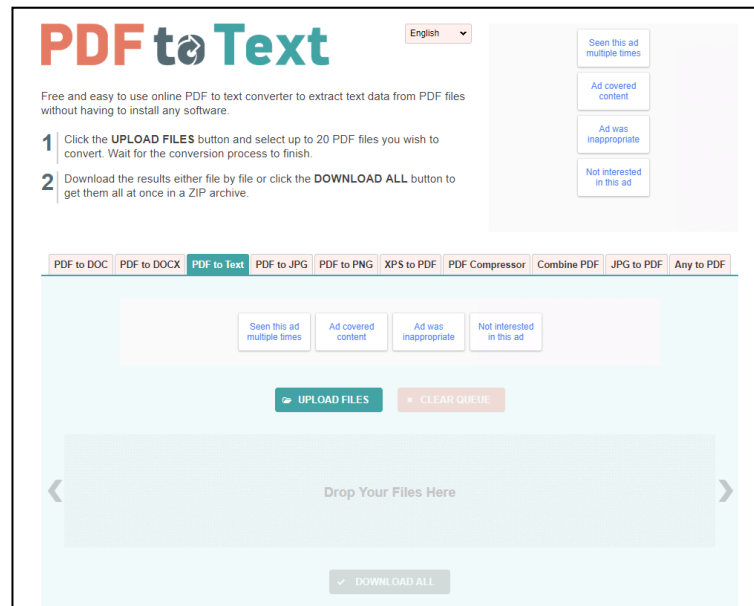 PDF to Text
English
Free and easy to use online PDF to text converter to extract text data from PDF files
without having to install any software.
1 Click the UPLOAD FILES button and select up to 20 PDF files you wish to
convert. Wait for the conversion process to finish.
2 Download the results either file by file or click the DOWNLOAD ALL button to
get them all at once in a ZIP archive.
Seen this ad
multiple times
Ad covered
content
Ad was
inappropriate
Not interested
in this ad
PDF to DOC PDF to DOCX PDF to Text PDF to JPG PDF to PNG XPS to PDF PDF Compressor Combine PDF JPG to PDF Any to PDF
Seen this ad
multiple times
Ad covered
content
Ad was
inappropriate
Not interested
in this ad
UPLOAD FILES CLEAR QUEUE
Drop Your Files Here
DOWNLOAD ALL